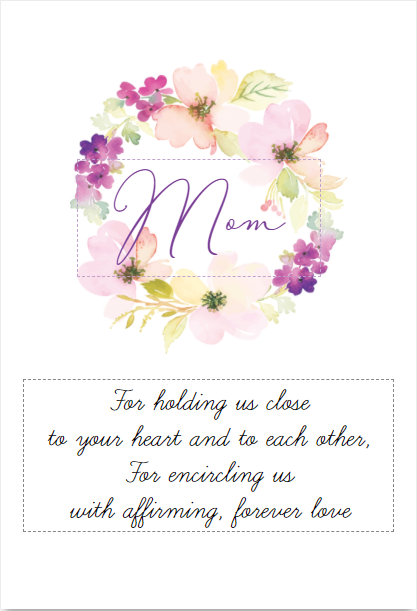 Mom
For holding us close
to your heart and to each other,
For encircling us
with affirming, forever love